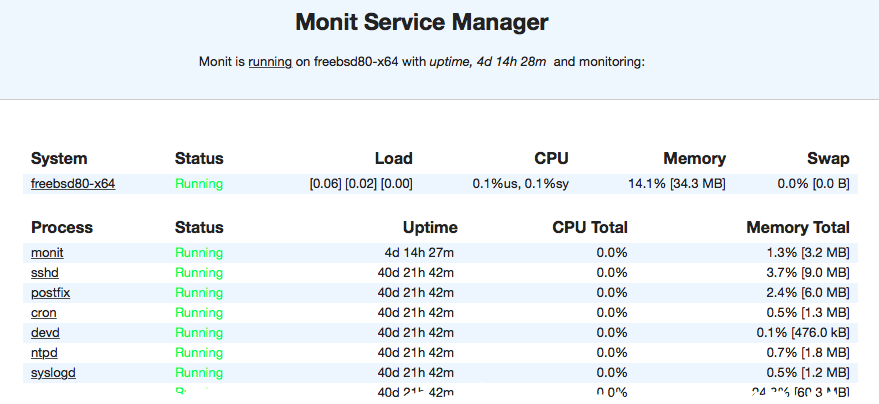 Monit Service Manager
Monit is running on freebsd80-x64 with uptime, 4d 14h 28m and monitoring:
System Status Load CPU Memory Swap
freebsd80-x64 Running [0.06] [0.02] [0.00] 0.1%us, 0.1%sy 14.1% [34.3 MB] 0.0% [0.0 B]
Process Status Uptime CPU Total Memory Total
monit Running 4d 14h 27m 0.0% 1.3% [3.2 MB]
sshd Running 40d 21h 42m 0.0% 3.7% [9.0 MB]
postfix Running 40d 21h 42m 0.0% 2.4% [6.0 MB]
cron Running 40d 21h 42m 0.0% 0.5% [1.3 MB]
devd Running 40d 21h 42m 0.0% 0.1% [476.0 kB]
ntpd Running 40d 21h 42m 0.0% 0.7% [1.8 MB]
syslogd Running 40d 21h 42m 0.0% 0.5% [1.2 MB]
40d 21h 42m 0.0%